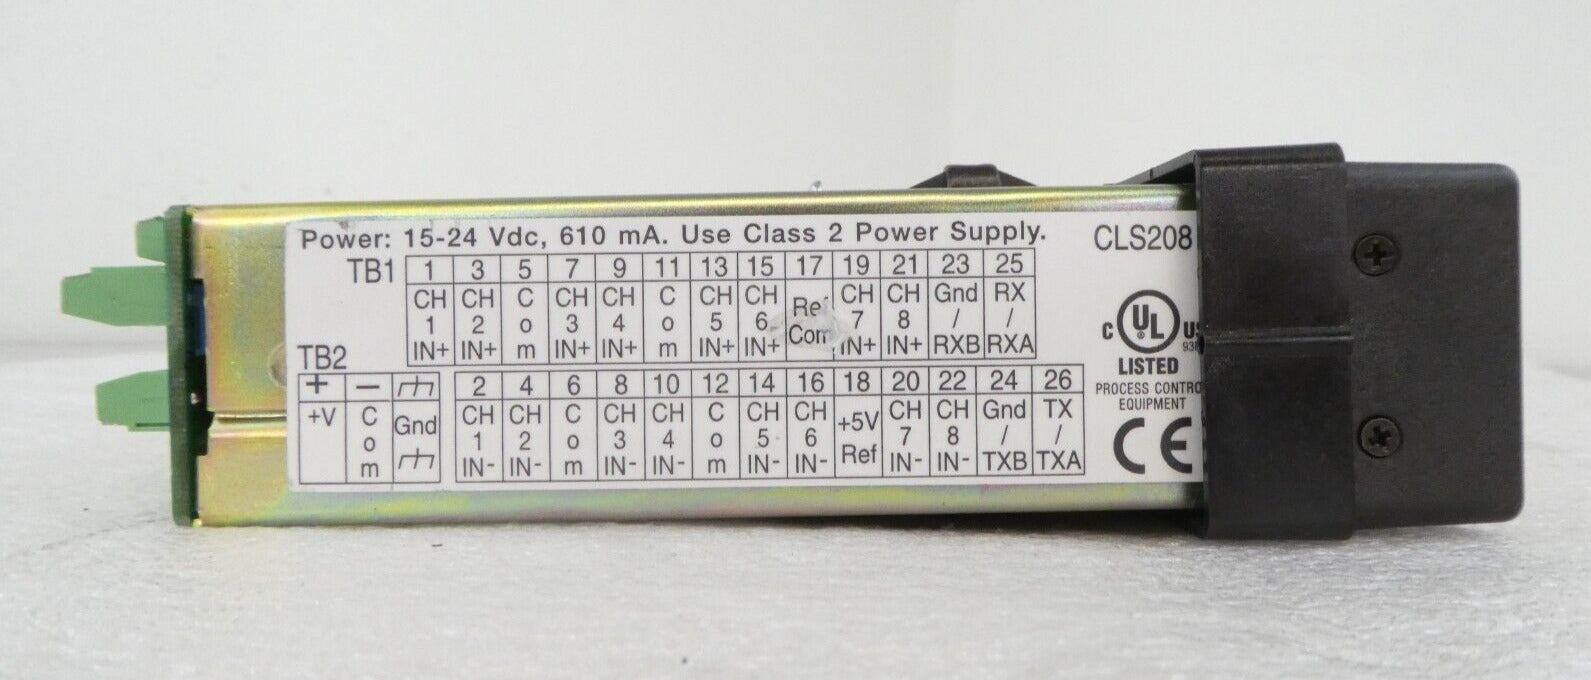 Power: 15-24 Vdc, 610 mA. Use Class 2 Power Supply. CLS208
TB1 1 3 5 7 9 11 13 15 17 19 21 23 25
CH CH C CH CH C CH CH Ref CH CH Gnd RX
1 2 o 3 4 o 5 6 Com 7 8 / /
IN+ IN+ m IN+ IN+ m IN+ IN+ IN+ IN+ RXB RXA
TB2
+ − 2 4 6 8 10 12 14 16 18 20 22 24 26
+V C Gnd CH CH C CH CH C CH CH +5V CH CH Gnd TX
o 1 2 o 3 4 o 5 6 Ref 7 8 / /
m IN- IN- m IN- IN- m IN- IN- IN- IN- TXB TXA
C UL US
LISTED
PROCESS CONTRO
EQUIPMENT
CE